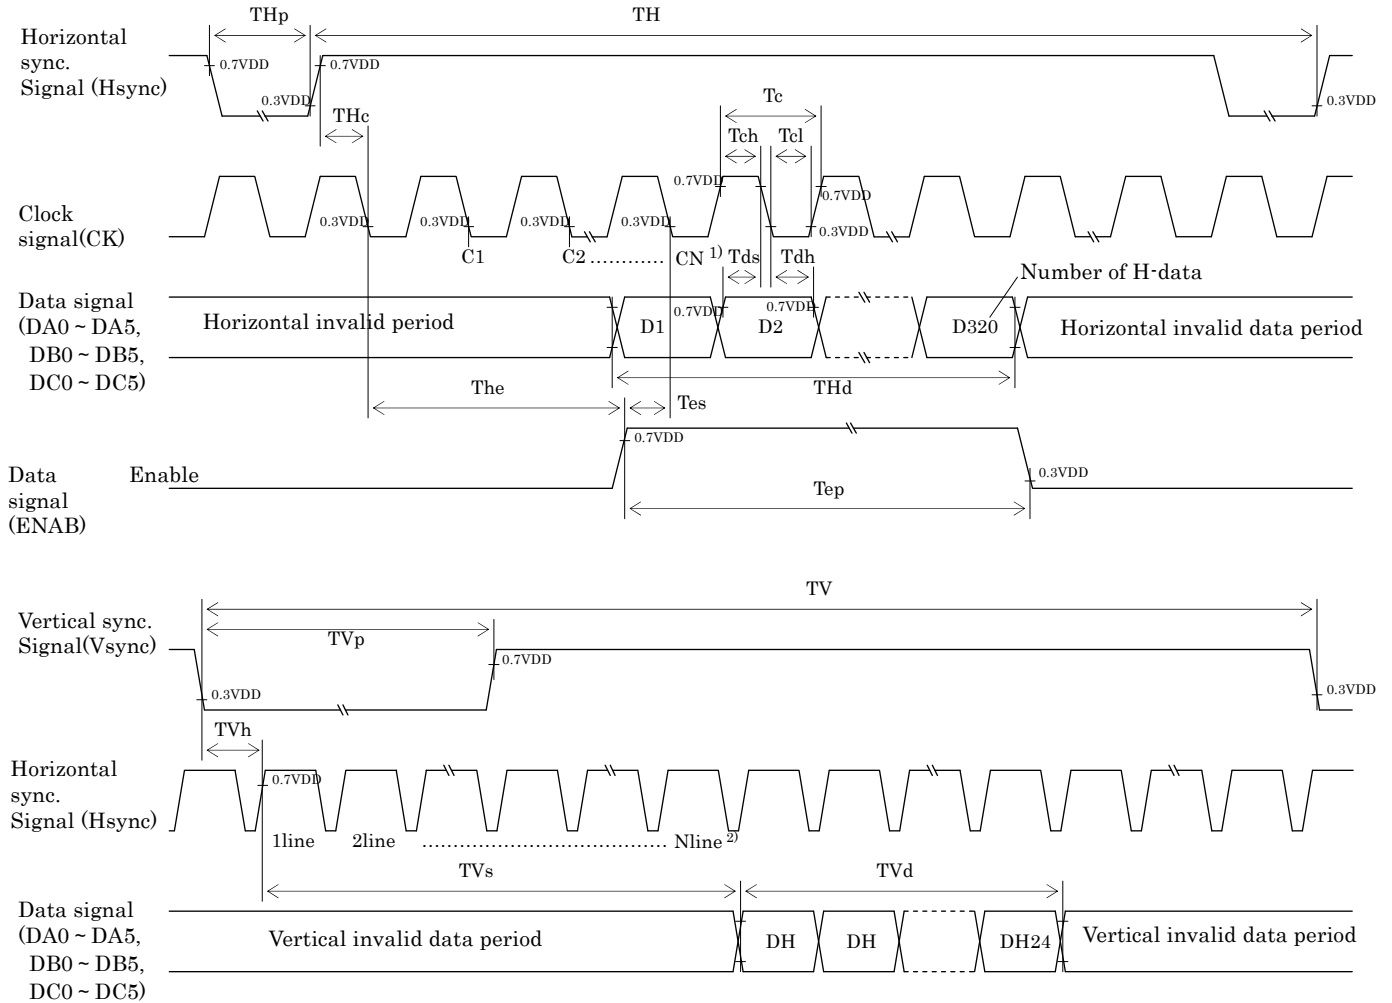 THp
TH
Horizontal
sync.
Signal (Hsync)
0.7VDD
0.7VDD
0.3VDD
0.3VDD
THc
Tc
Tch
Tcl
Clock
signal(CK)
0.7VDD
0.7VDD
0.3VDD
0.3VDD
0.3VDD
0.3VDD
0.3VDD
C1
C2 ............ CN 1)
Tds
Tdh
Number of H-data
Data signal
(DA0 ~ DA5,
DB0 ~ DB5,
DC0 ~ DC5)
Horizontal invalid period
0.7VDD
0.7VDD
D1
D2
D320
Horizontal invalid data period
The
Tes
THd
0.7VDD
Data Enable
signal
(ENAB)
0.3VDD
Tep
TV
Vertical sync.
Signal(Vsync)
TVp
0.7VDD
0.3VDD
0.3VDD
TVh
Horizontal
sync.
Signal (Hsync)
0.7VDD
1line 2line ........................................ Nline 2)
TVs
TVd
Data signal
(DA0 ~ DA5,
DB0 ~ DB5,
DC0 ~ DC5)
Vertical invalid data period
DH
DH
DH24
Vertical invalid data period